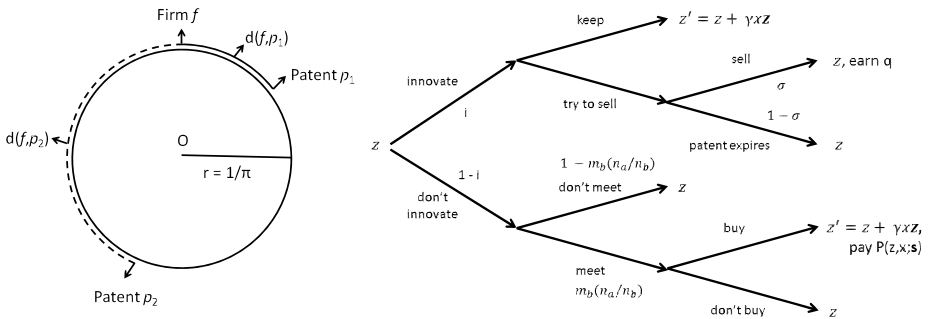 Firm f
d(f,p₁)
Patent p₁
d(f,p₂)
O
r = 1/π
Patent p₂
z
innovate
i
keep
z′ = z + γxz
try to sell
sell
σ
z, earn q
1 − σ
patent expires
z
1 - i
don't
innovate
1 − m_b(n_a/n_b)
don't meet
z
meet
m_b(n_a/n_b)
buy
z′ = z + γxz,
pay P(z,x;s)
don't buy
z